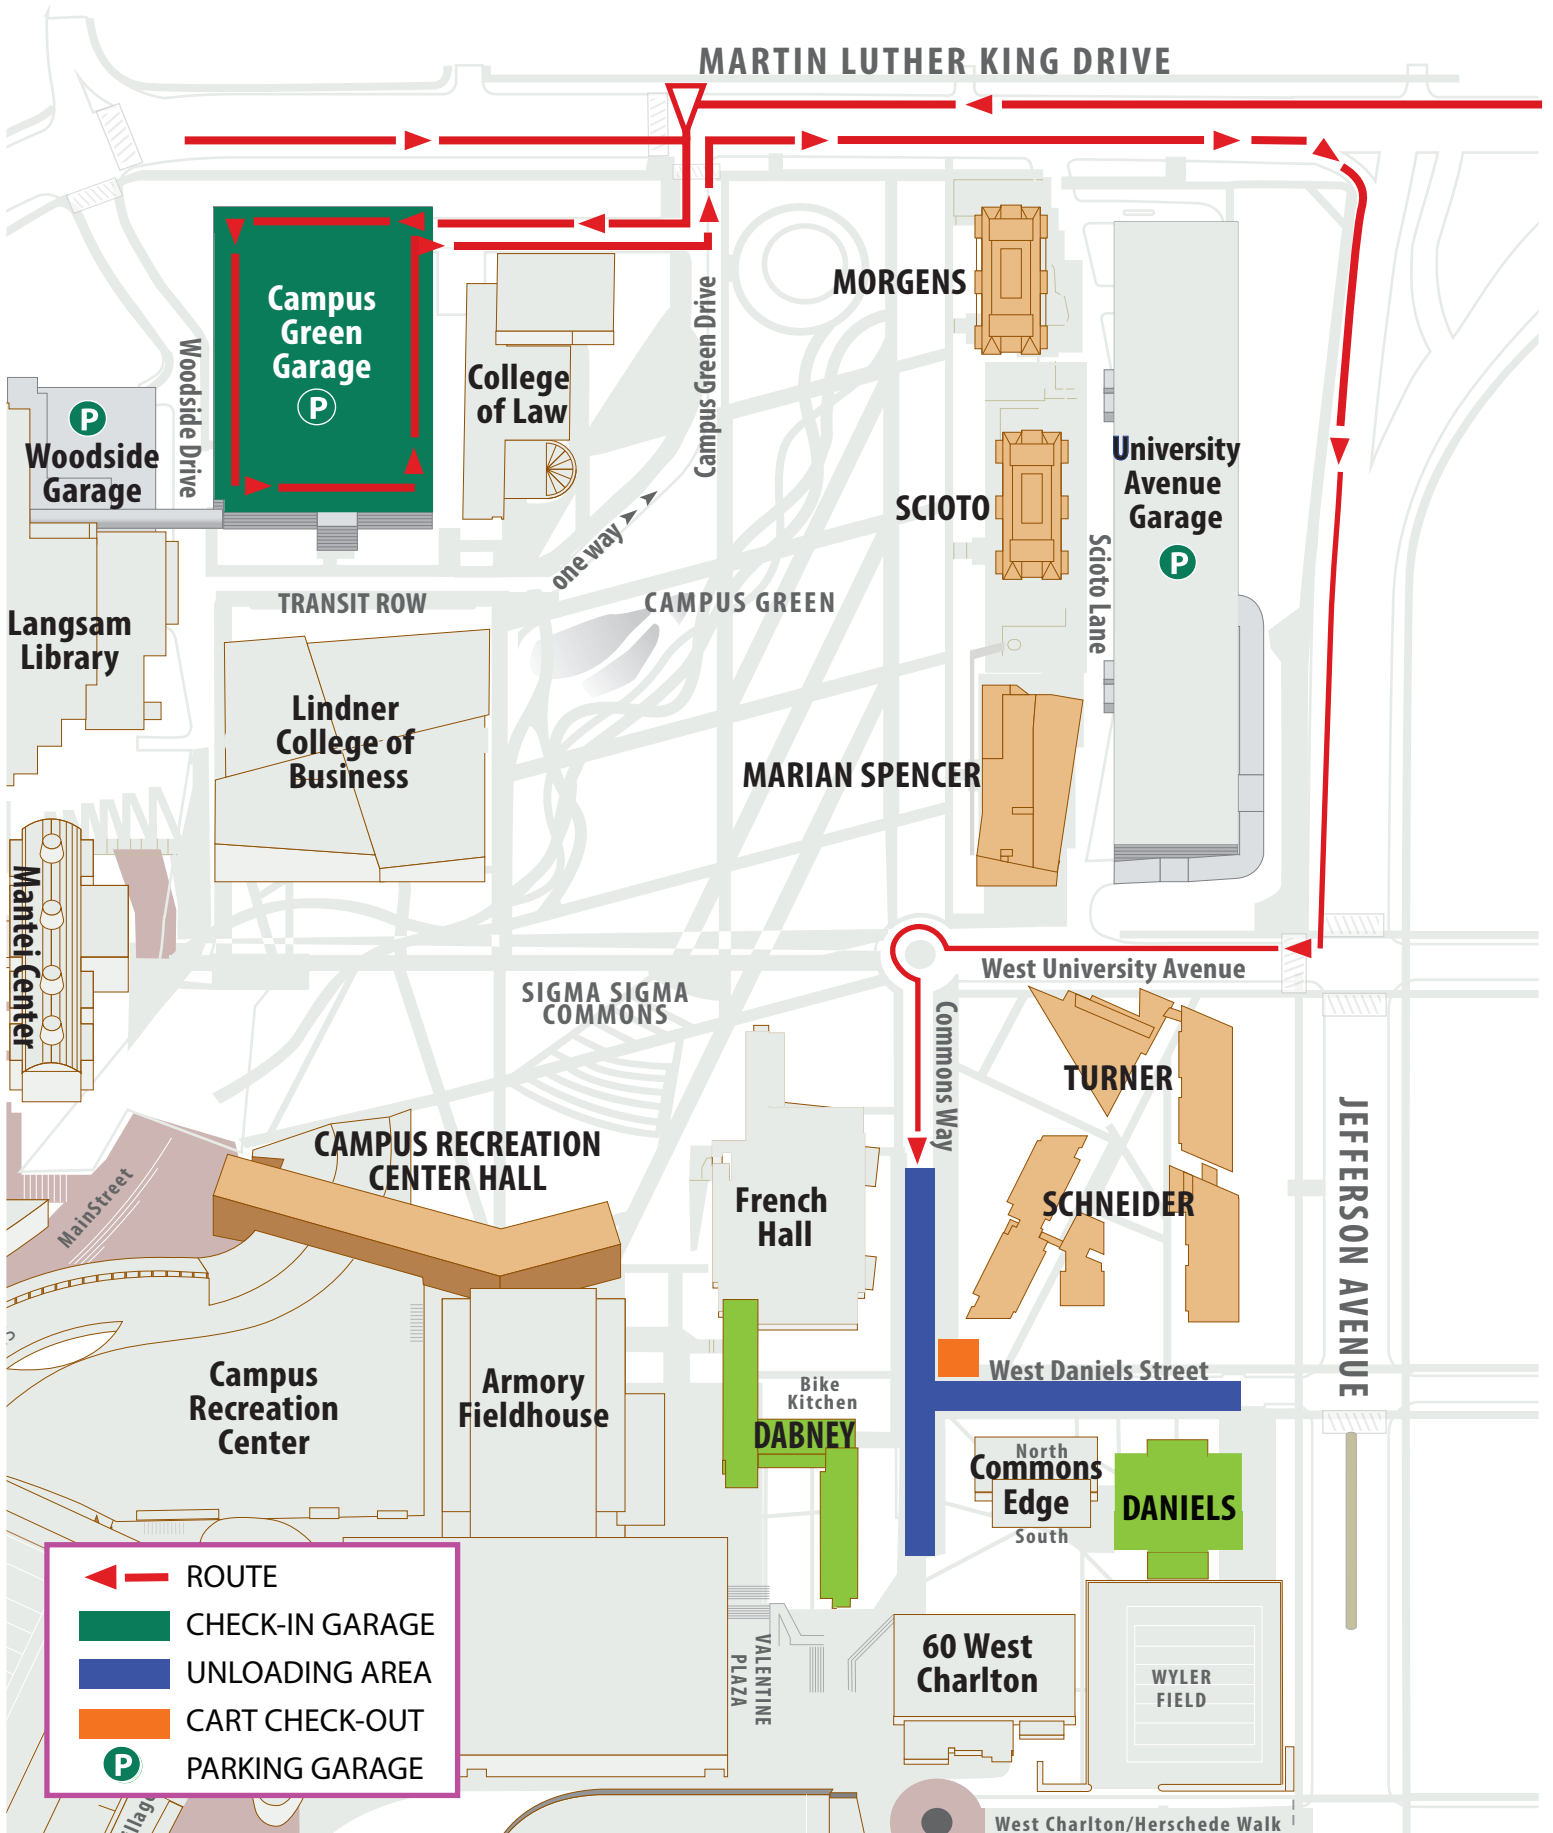 MARTIN LUTHER KING DRIVE
Campus
Green
Garage
P
Woodside Drive
College
of Law
Campus Green Drive
MORGENS
P
Woodside
Garage
SCIOTO
University
Avenue
Garage
P
Scioto Lane
one way
TRANSIT ROW
CAMPUS GREEN
Langsam
Library
Lindner
College of
Business
MARIAN SPENCER
Mantei Center
West University Avenue
SIGMA SIGMA
COMMONS
Commons Way
TURNER
JEFFERSON AVENUE
CAMPUS RECREATION
CENTER HALL
MainStreet
French
Hall
SCHNEIDER
Campus
Recreation
Center
Armory
Fieldhouse
West Daniels Street
Bike
Kitchen
DABNEY
North
Commons
Edge
South
DANIELS
ROUTE
CHECK-IN GARAGE
UNLOADING AREA
CART CHECK-OUT
P
PARKING GARAGE
VALENTINE
PLAZA
60 West
Charlton
WYLER
FIELD
West Charlton/Herschede Walk